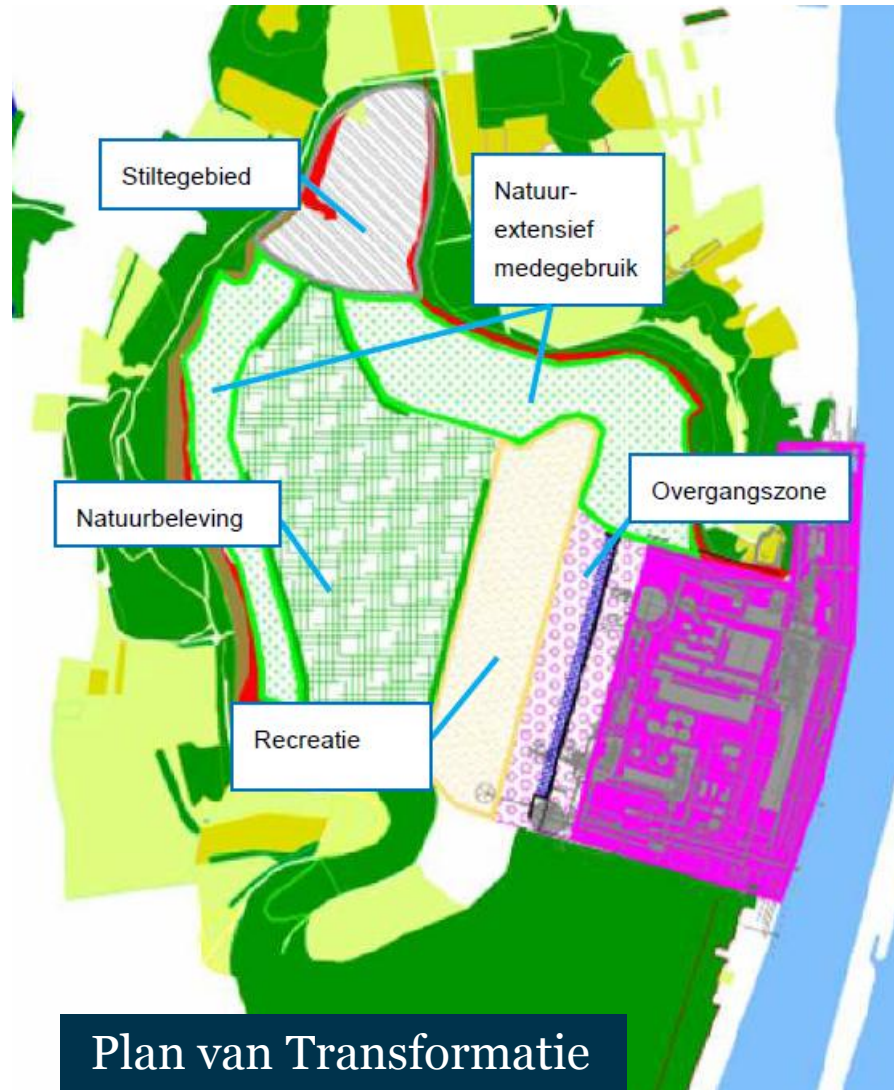 Stiltegebied
Natuur-
extensief
medegebruik
Natuurbeleving
Overgangszone
Recreatie
Plan van Transformatie